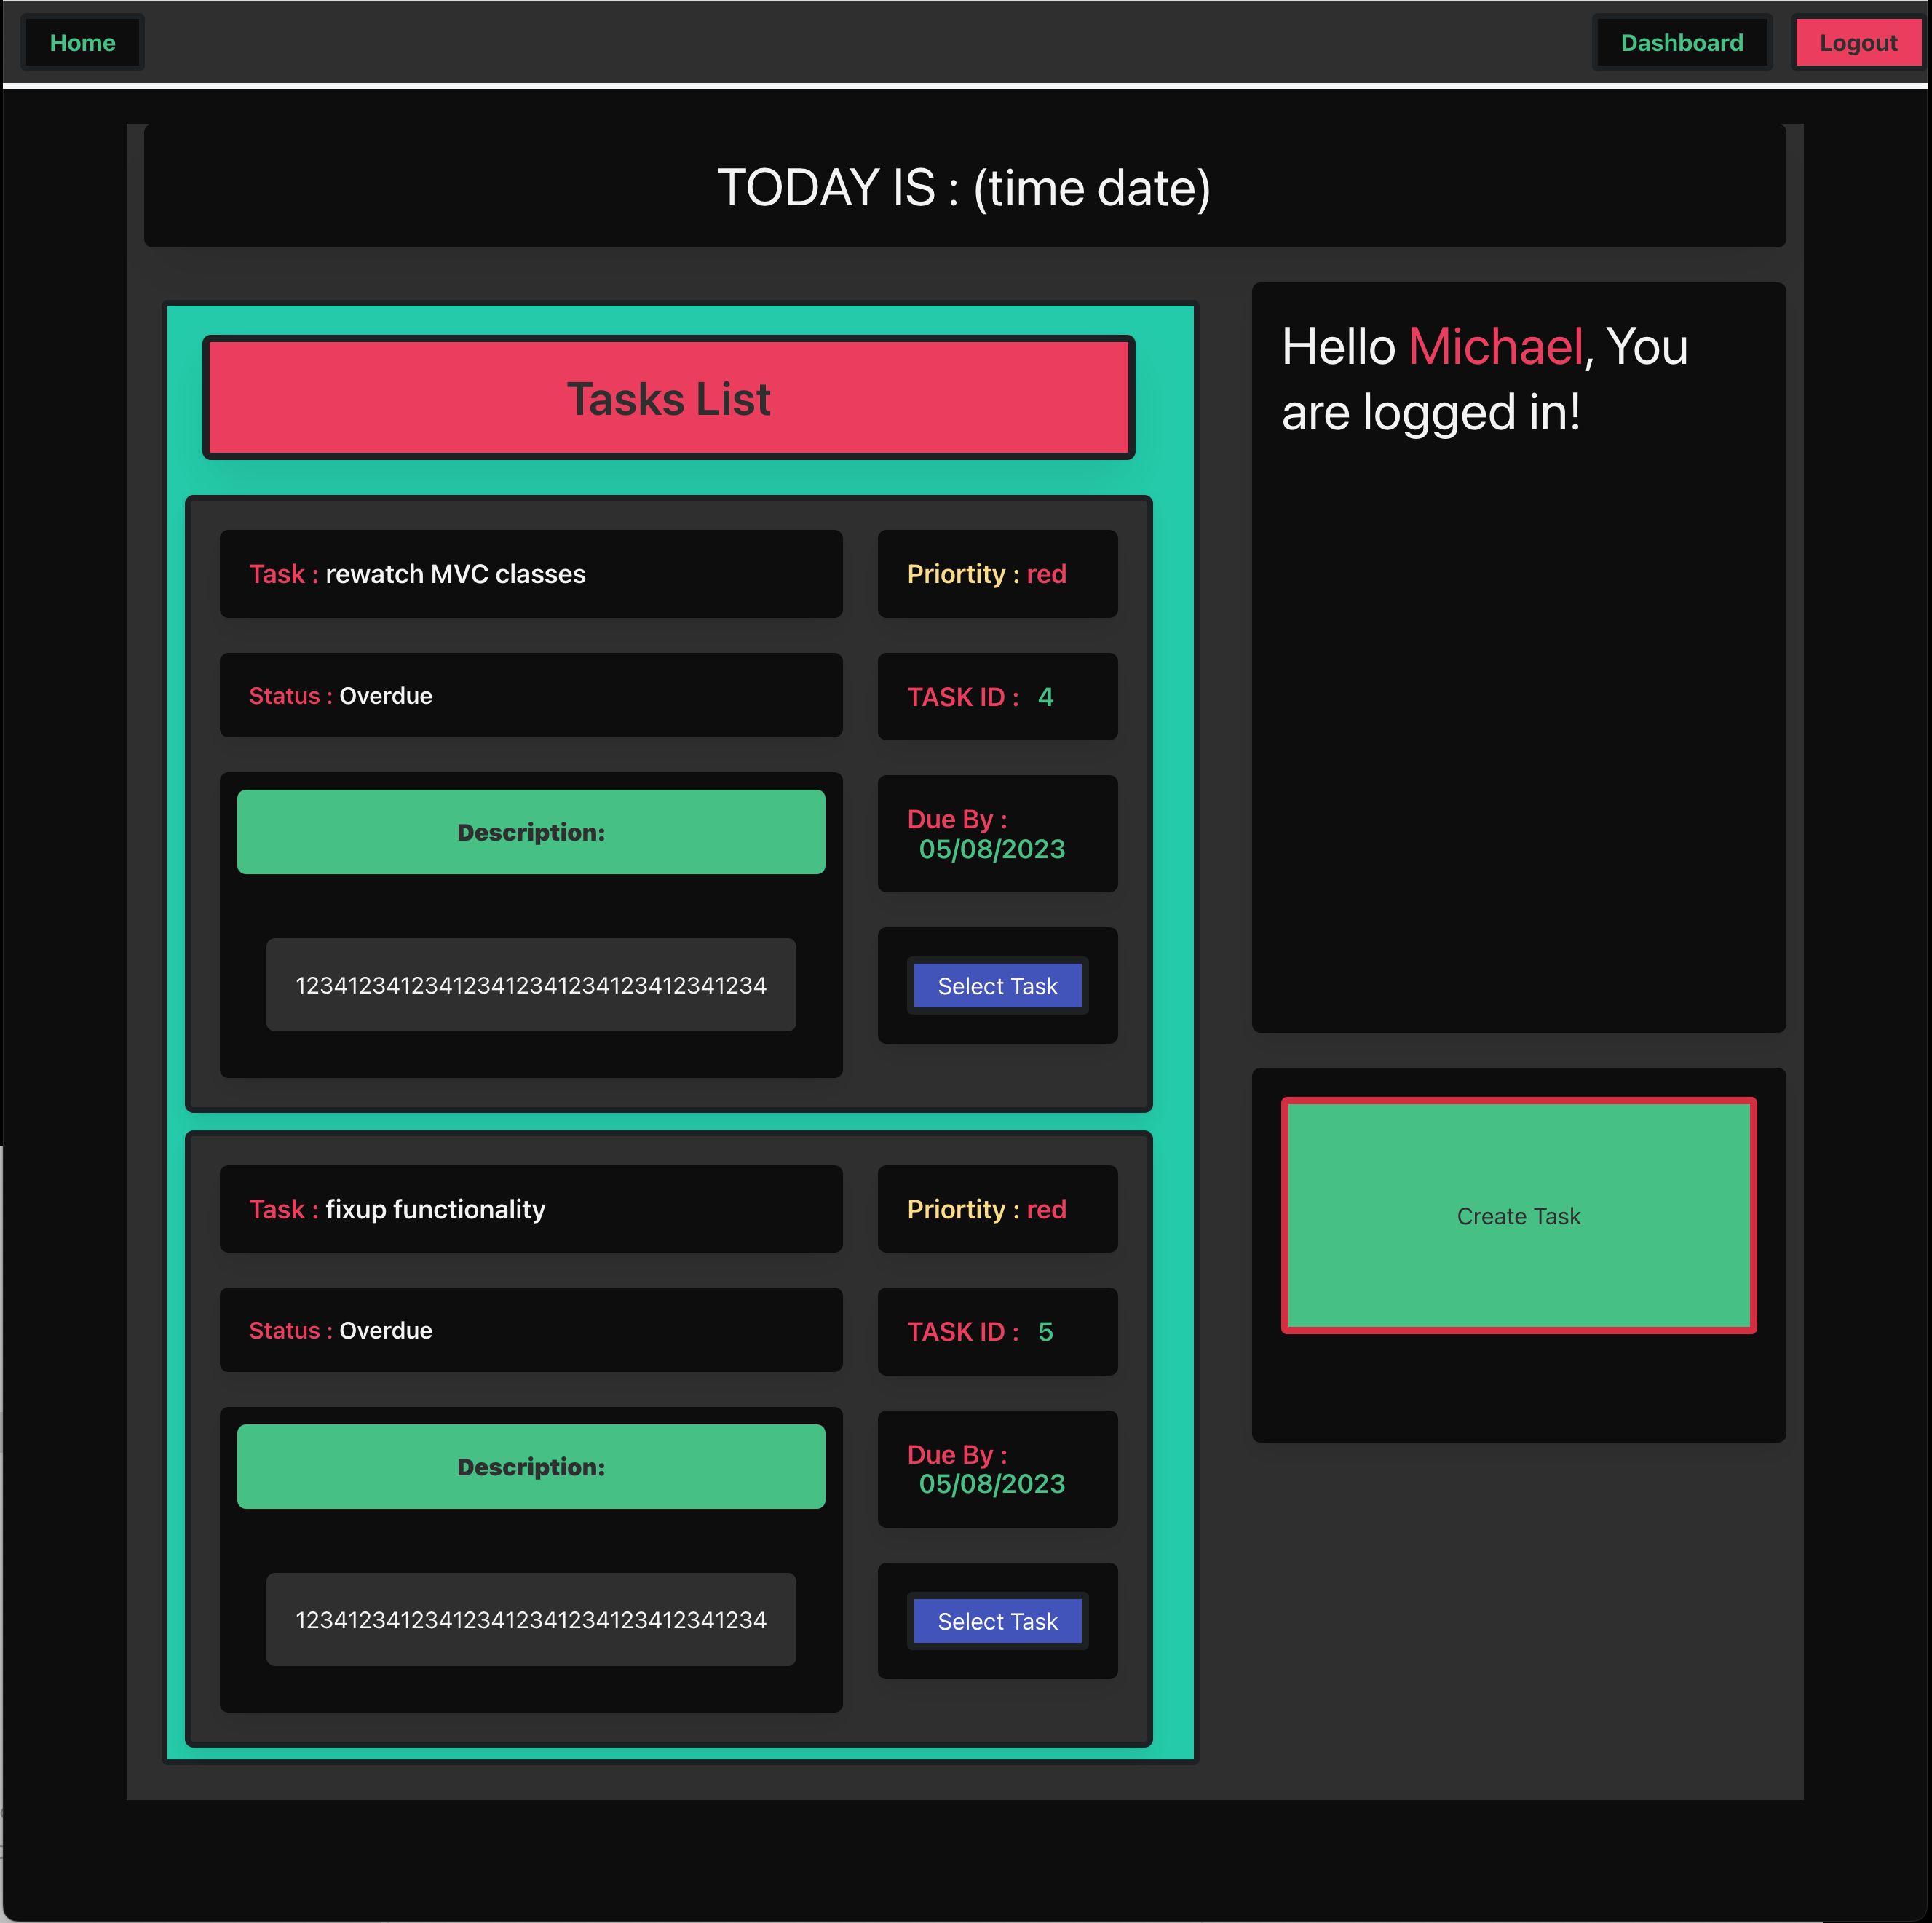 Home
Dashboard
Logout
TODAY IS : (time date)
Tasks List
Task : rewatch MVC classes
Priortity : red
Status : Overdue
TASK ID : 4
Description:
Due By :
05/08/2023
123412341234123412341234123412341234
Select Task
Task : fixup functionality
Priortity : red
Status : Overdue
TASK ID : 5
Description:
Due By :
05/08/2023
123412341234123412341234123412341234
Select Task
Hello Michael, You
are logged in!
Create Task